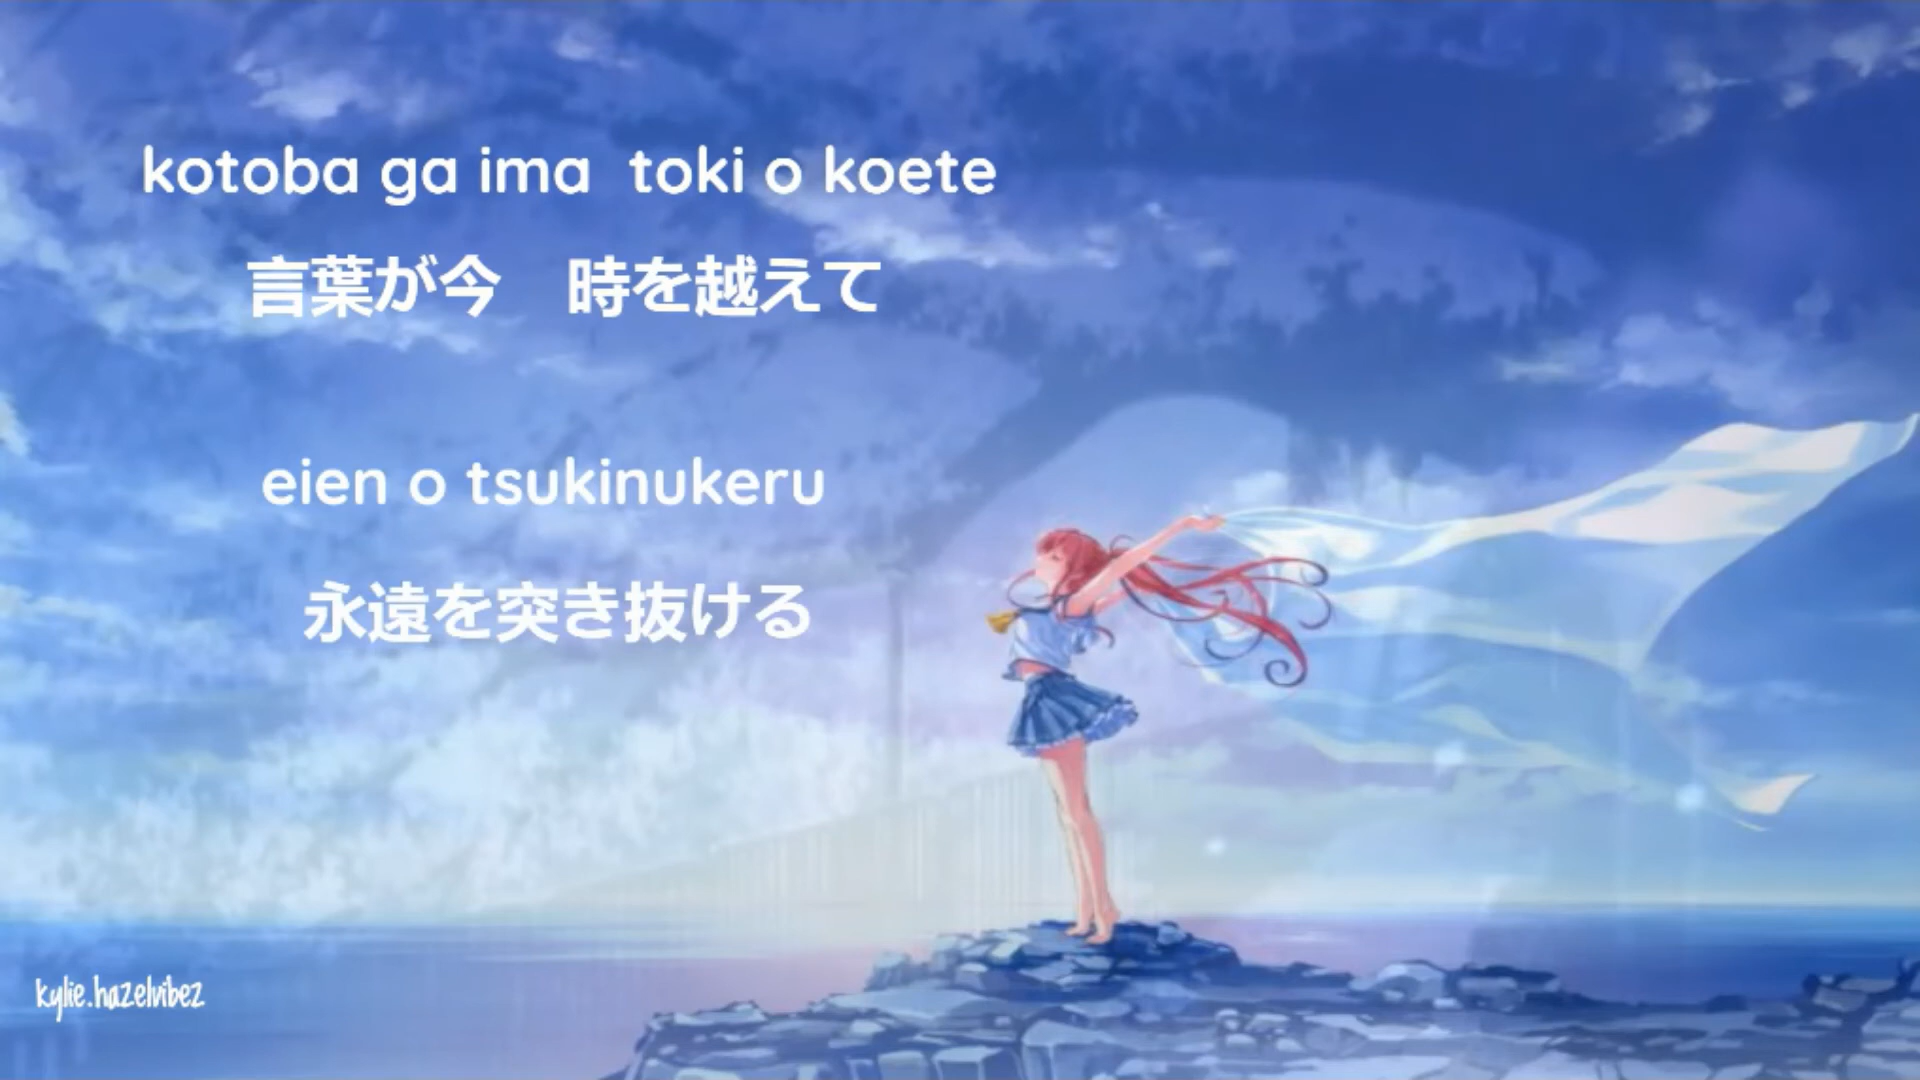 kotoba ga ima  toki o koete
言葉が今　時を越えて
eien o tsukinukeru
永遠を突き抜ける
kylie.hazelvibez